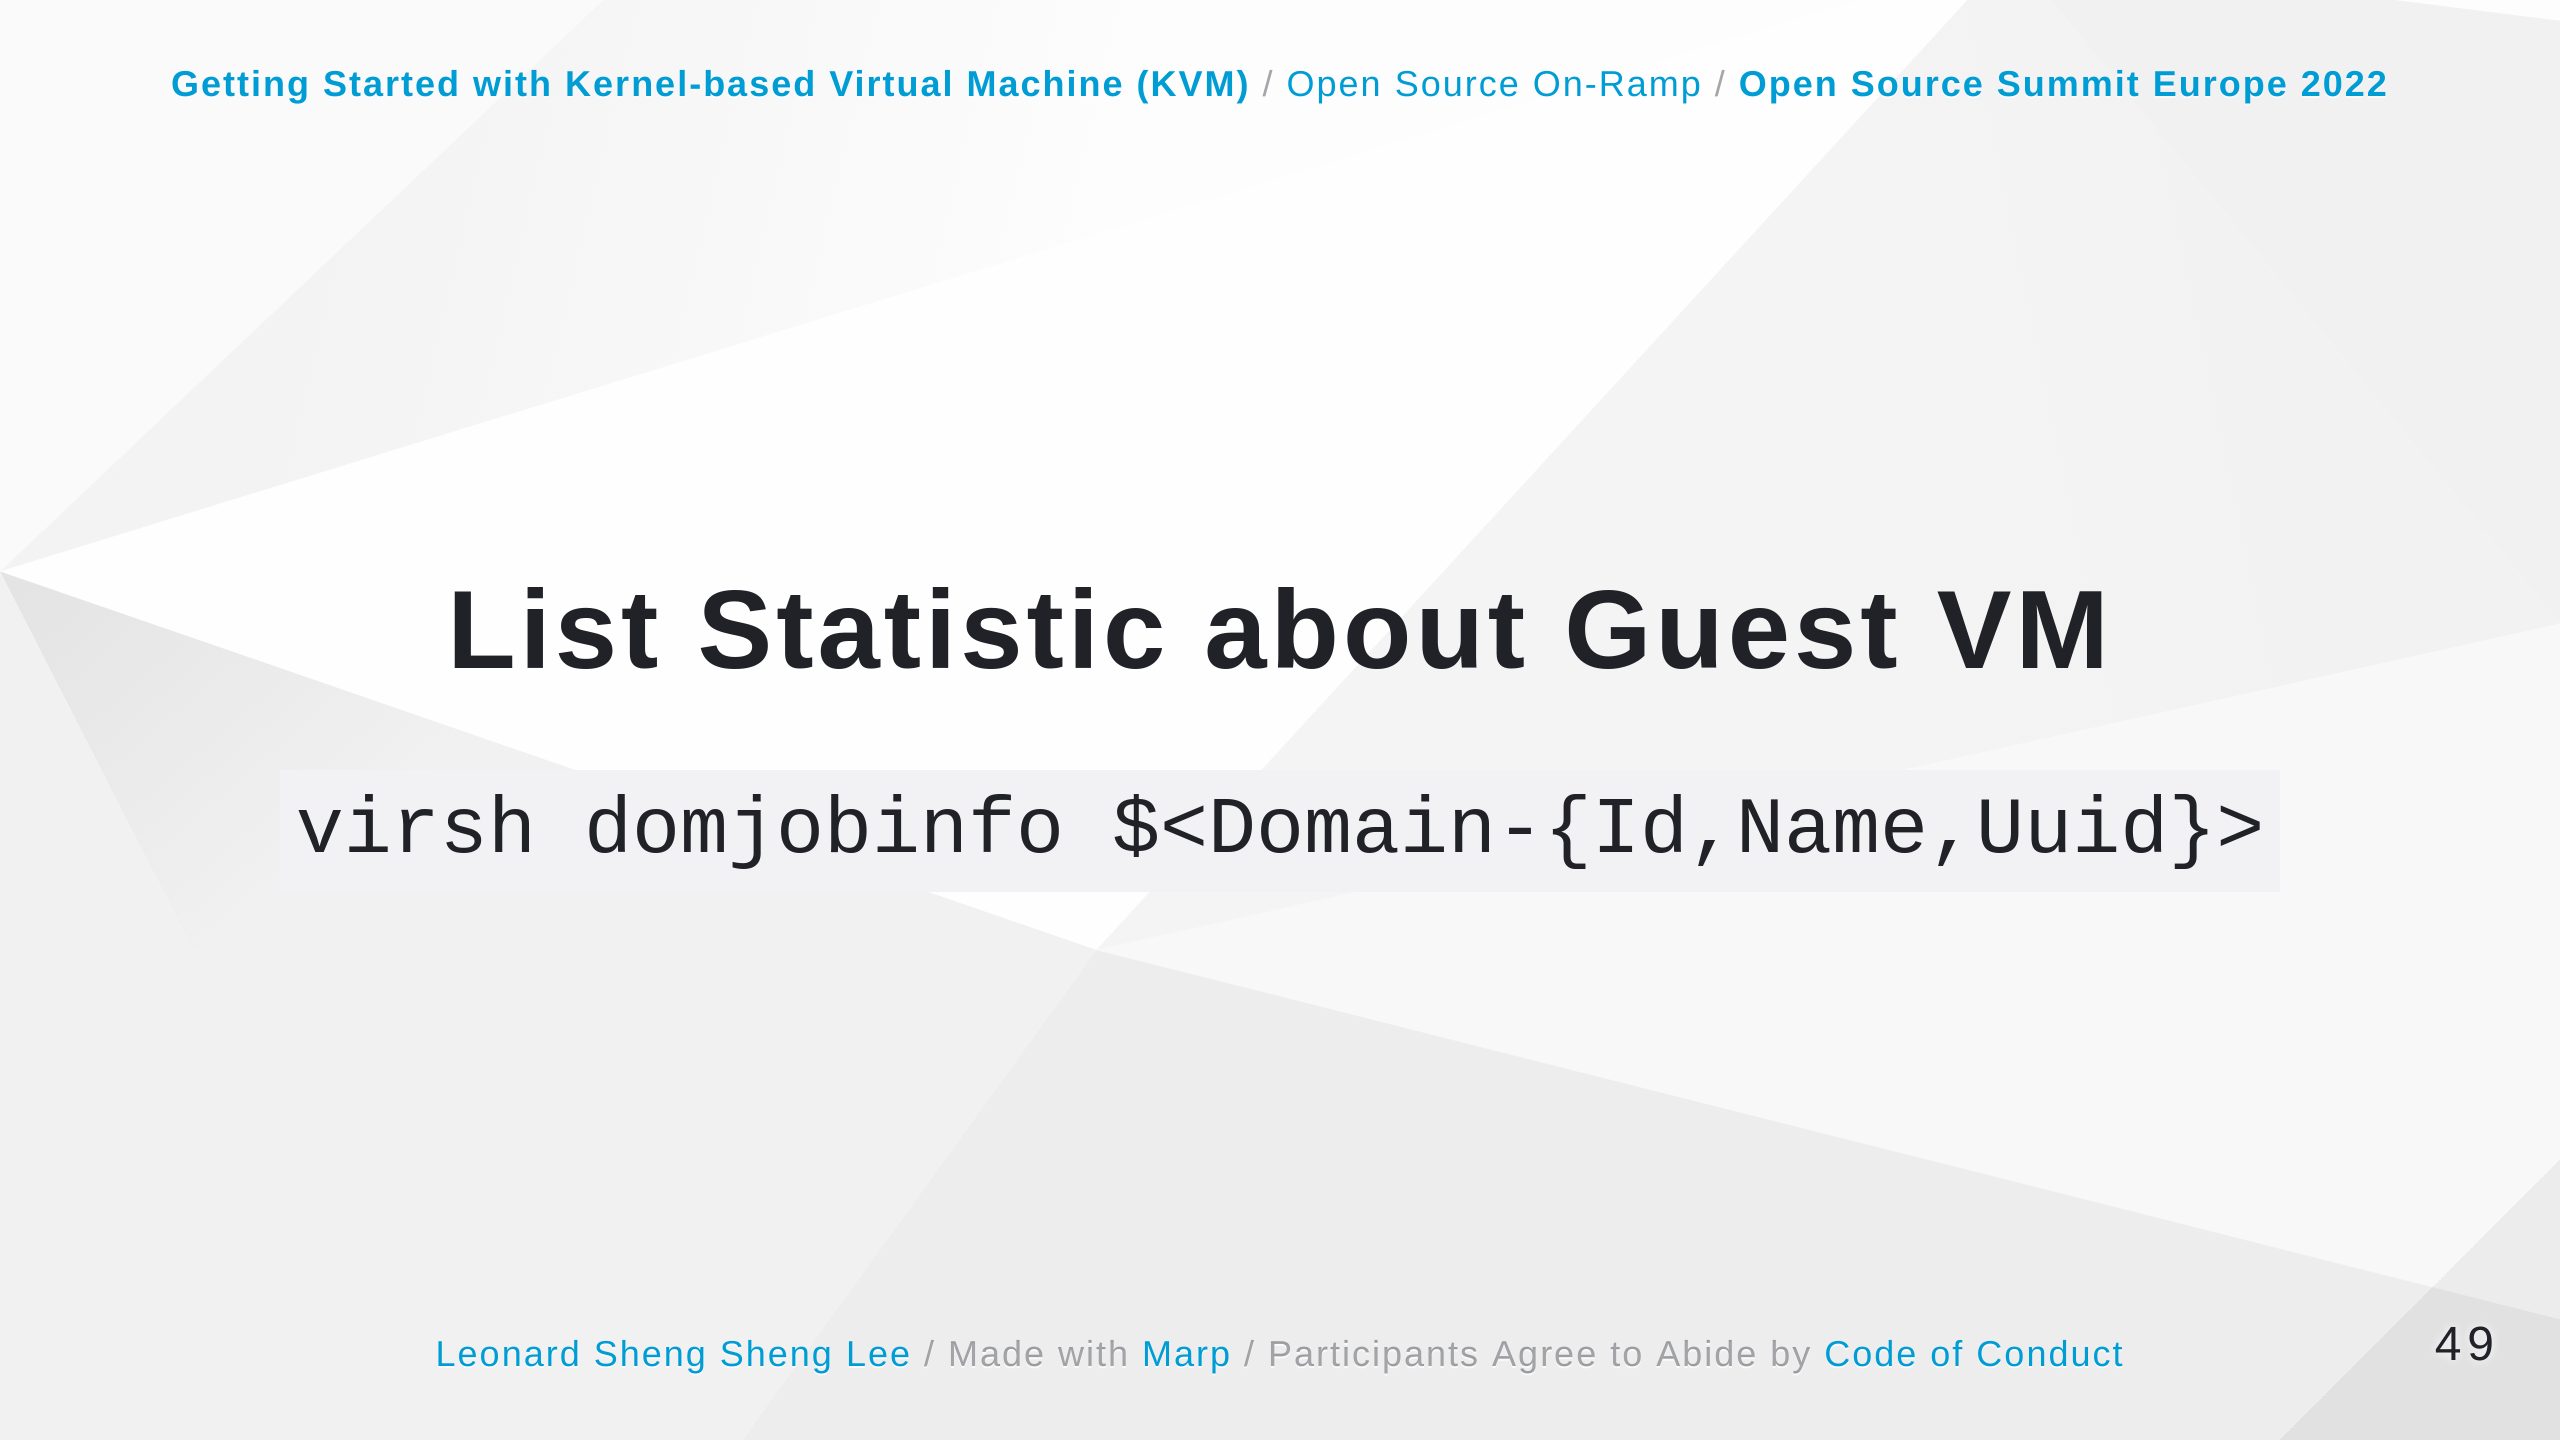 Getting Started with Kernel-based Virtual Machine (KVM) / Open Source On-Ramp / Open Source Summit Europe 2022
List Statistic about Guest VM
virsh domjobinfo $<Domain-{Id,Name,Uuid}>
Leonard Sheng Sheng Lee / Made with Marp / Participants Agree to Abide by Code of Conduct
49